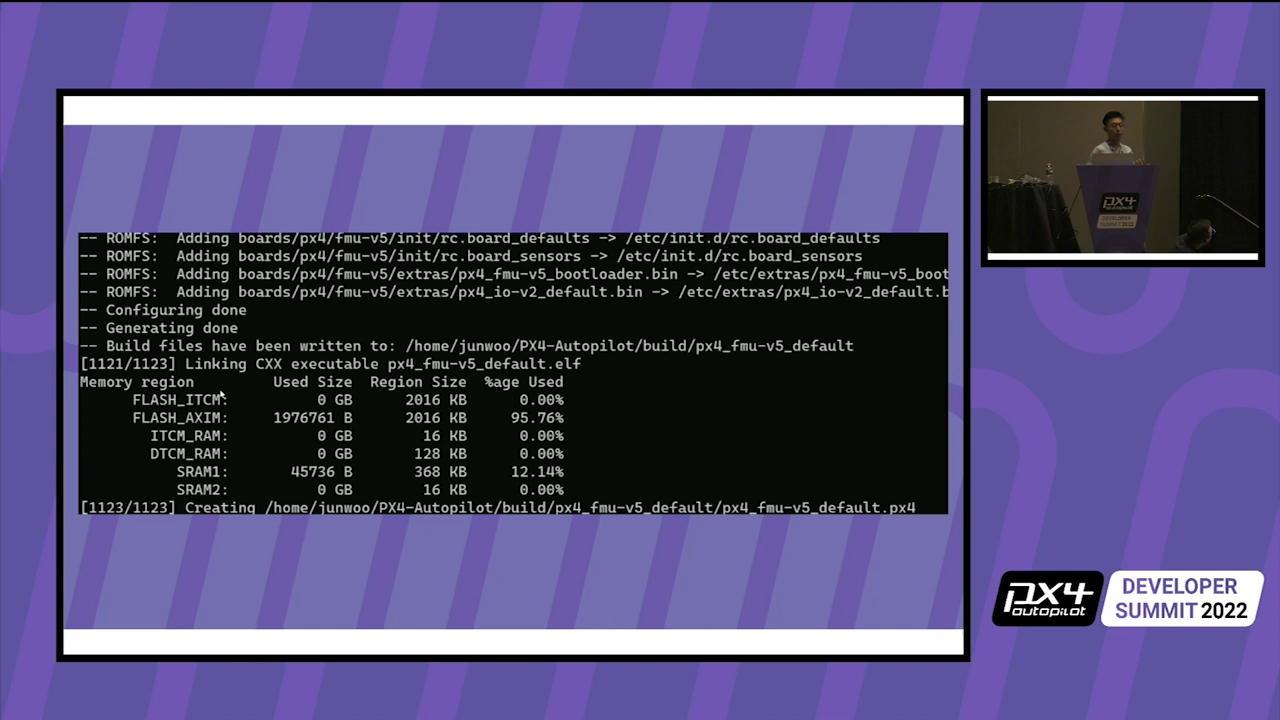 -- ROMFS:  Adding boards/px4/fmu-v5/init/rc.board_defaults -> /etc/init.d/rc.board_defaults
-- ROMFS:  Adding boards/px4/fmu-v5/init/rc.board_sensors -> /etc/init.d/rc.board_sensors
-- ROMFS:  Adding boards/px4/fmu-v5/extras/px4_fmu-v5_bootloader.bin -> /etc/extras/px4_fmu-v5_boot
-- ROMFS:  Adding boards/px4/fmu-v5/extras/px4_io-v2_default.bin -> /etc/extras/px4_io-v2_default.b
-- Configuring done
-- Generating done
-- Build files have been written to: /home/junwoo/PX4-Autopilot/build/px4_fmu-v5_default
[1121/1123] Linking CXX executable px4_fmu-v5_default.elf
Memory region         Used Size  Region Size  %age Used
FLASH_ITCM:          0 GB      2016 KB      0.00%
FLASH_AXIM:     1976761 B      2016 KB     95.76%
ITCM_RAM:          0 GB        16 KB      0.00%
DTCM_RAM:          0 GB       128 KB      0.00%
SRAM1:       45736 B       368 KB     12.14%
SRAM2:          0 GB        16 KB      0.00%
[1123/1123] Creating /home/junwoo/PX4-Autopilot/build/px4_fmu-v5_default/px4_fmu-v5_default.px4
PX4
autopilot
DEVELOPER
SUMMIT 2022
px4
autopilot
DEVELOPER
SUMMIT 2022